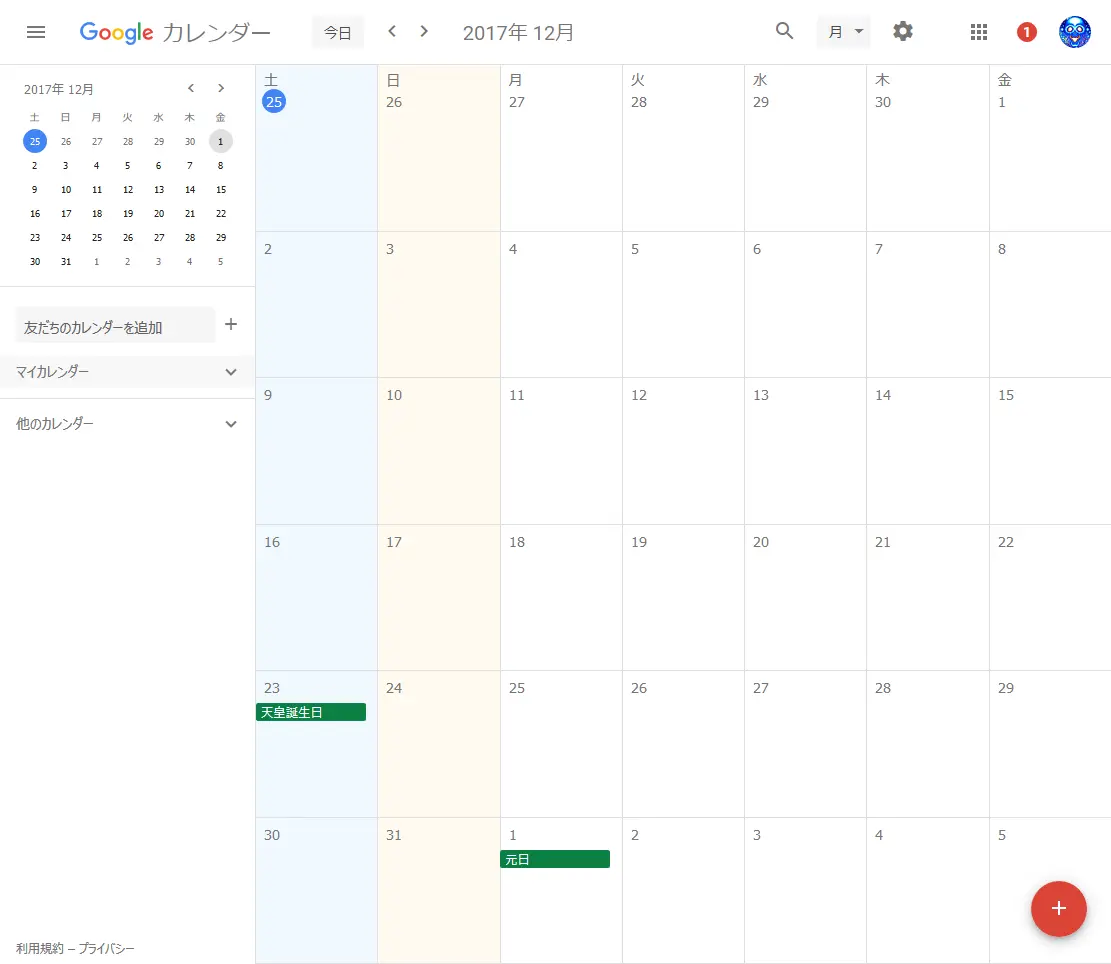 Google カレンダー 今日 2017年 12月 月 1
2017年 12月
土 日 月 火 水 木 金
25 26 27 28 29 30 1
2 3 4 5 6 7 8
9 10 11 12 13 14 15
16 17 18 19 20 21 22
23 24 25 26 27 28 29
30 31 1 2 3 4 5
友だちのカレンダーを追加 +
マイカレンダー
他のカレンダー
利用規約 – プライバシー
土 日 月 火 水 木 金
25 26 27 28 29 30 1
2 3 4 5 6 7 8
9 10 11 12 13 14 15
16 17 18 19 20 21 22
23 24 25 26 27 28 29
天皇誕生日
30 31 1 2 3 4 5
元日
+